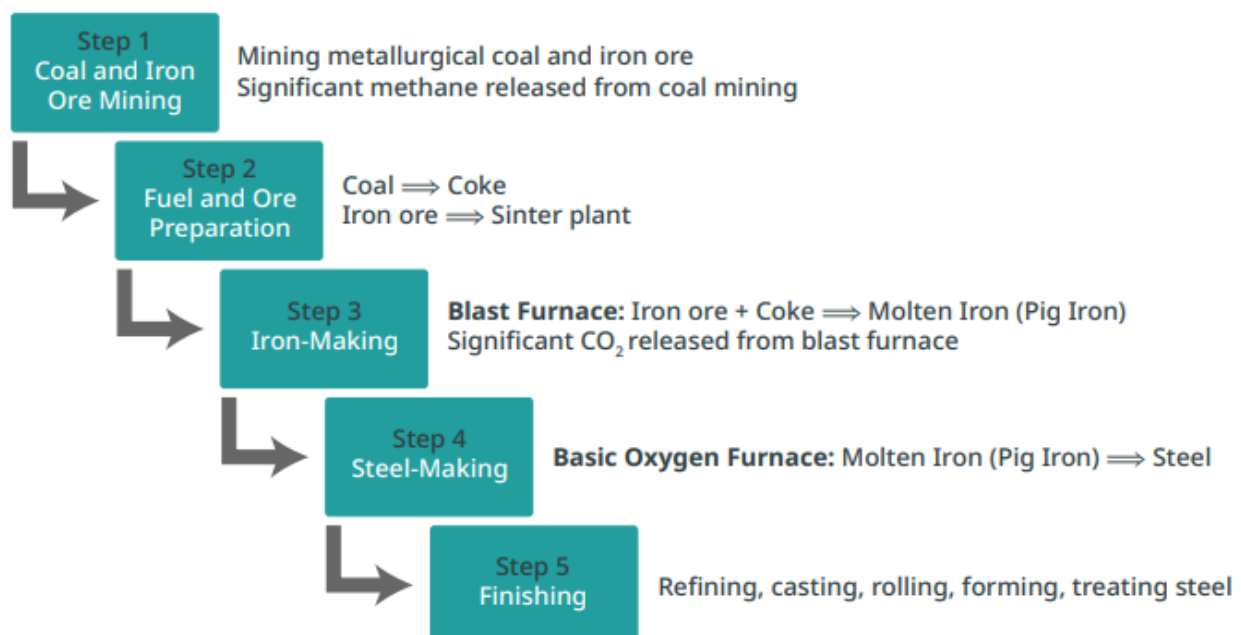 Step 1
Coal and Iron
Ore Mining
Mining metallurgical coal and iron ore
Significant methane released from coal mining
Step 2
Fuel and Ore
Preparation
Coal ⟹ Coke
Iron ore ⟹ Sinter plant
Step 3
Iron-Making
Blast Furnace: Iron ore + Coke ⟹ Molten Iron (Pig Iron)
Significant CO₂ released from blast furnace
Step 4
Steel-Making
Basic Oxygen Furnace: Molten Iron (Pig Iron) ⟹ Steel
Step 5
Finishing
Refining, casting, rolling, forming, treating steel